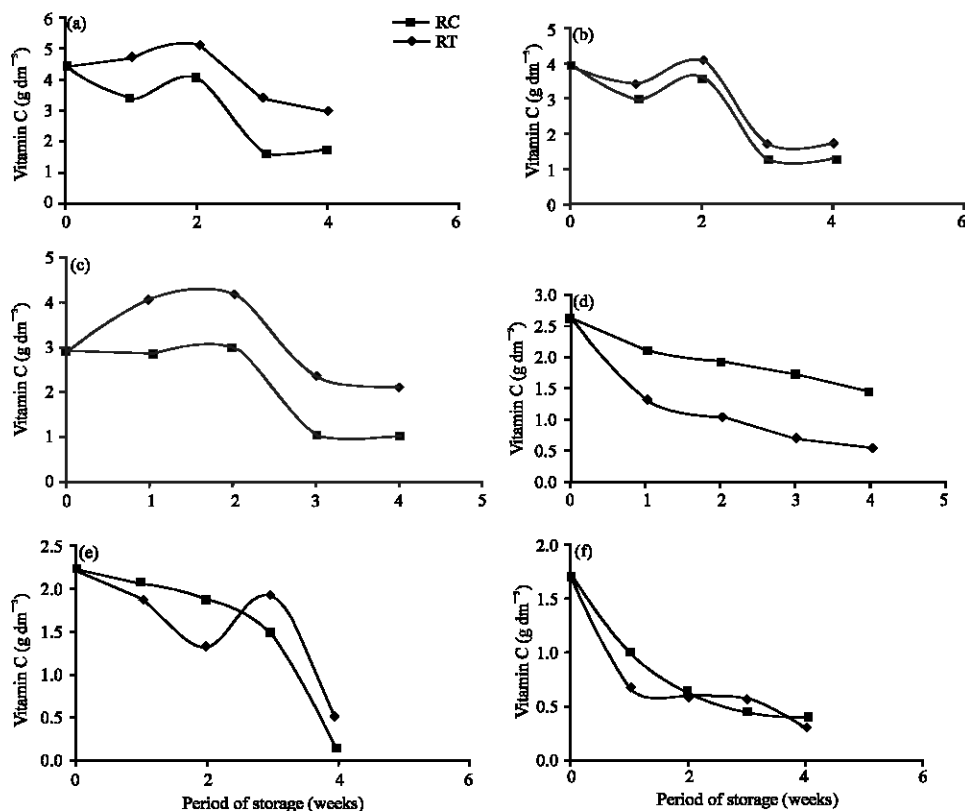 (a)
RC
RT
Vitamin C (g dm⁻³)
6
5
4
3
2
1
0
0 2 4 6
(b)
Vitamin C (g dm⁻³)
5
4
3
2
1
0
0 2 4 6
(c)
Vitamin C (g dm⁻³)
5
4
3
2
1
0
0 1 2 3 4 5
(d)
Vitamin C (g dm⁻³)
3.0
2.5
2.0
1.5
1.0
0.5
0.0
0 1 2 3 4 5
(e)
Vitamin C (g dm⁻³)
2.5
2.0
1.5
1.0
0.5
0.0
0 2 4 6
Period of storage (weeks)
(f)
Vitamin C (g dm⁻³)
2.0
1.5
1.0
0.5
0.0
0 2 4 6
Period of storage (weeks)